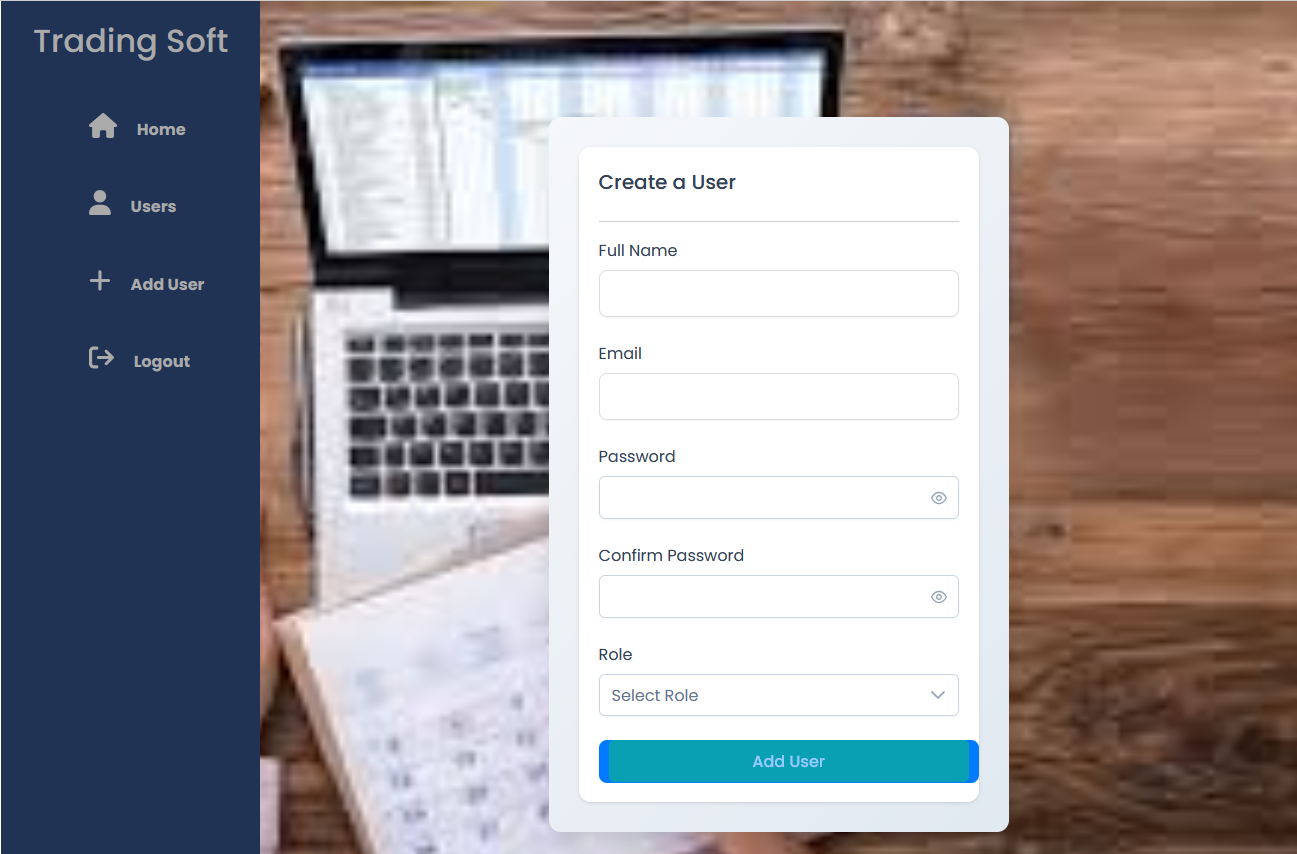 Trading Soft
Home
Users
Add User
Logout
Create a User
Full Name
Email
Password
Confirm Password
Role
Select Role
Add User